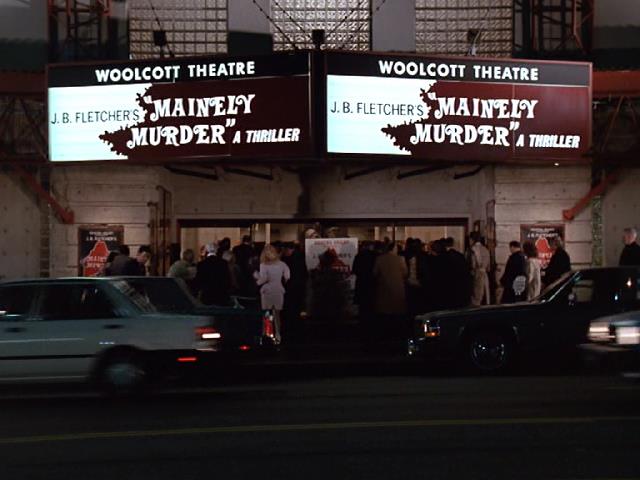 WOOLCOTT THEATRE
J. B. FLETCHER'S "MAINELY
MURDER" A THRILLER
WOOLCOTT THEATRE
J. B. FLETCHER'S "MAINELY
MURDER" A THRILLER